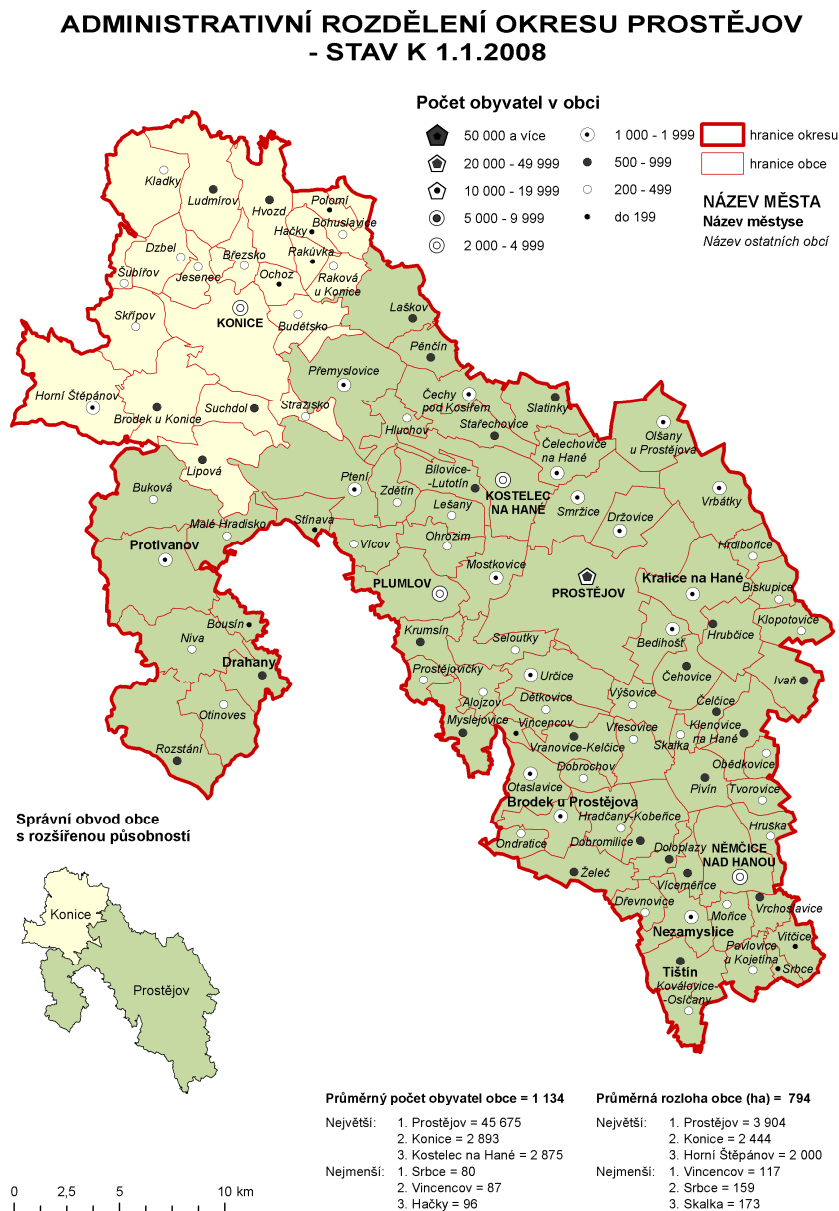 ADMINISTRATIVNÍ ROZDĚLENÍ OKRESU PROSTĚJOV
- STAV K 1.1.2008
Počet obyvatel v obci
50 000 a více
20 000 - 49 999
10 000 - 19 999
5 000 - 9 999
2 000 - 4 999
1 000 - 1 999
500 - 999
200 - 499
do 199
hranice okresu
hranice obce
NÁZEV MĚSTA
Název městyse
Název ostatních obcí
Kladky
Ludmírov
Hvozd
Polomí
Hačky
Bohuslavice
Dzbel
Jesenec
Březsko
Rakůvka
Šubířov
Ochoz
Raková
u Konice
Skřípov
KONICE
Budětsko
Laškov
Pěnčín
Horní Štěpánov
Brodek u Konice
Suchdol
Stražisko
Přemyslovice
Čechy
pod Kosířem
Slatinky
Hluchov
Stařechovice
Olšany
u Prostějova
Čelechovice
na Hané
Lipová
Buková
Ptení
Zdětín
Bílovice-
Lutotín
KOSTELEC
NA HANÉ
Smržice
Vrbátky
Malé Hradisko
Stínava
Lešany
Držovice
Protivanov
Vícov
Ohrozim
Hrdibořice
Mostkovice
PLUMLOV
PROSTĚJOV
Kralice na Hané
Biskupice
Bousín
Krumsín
Klopotovice
Niva
Seloutky
Bedihošť
Hrubčice
Drahany
Prostějovičky
Určice
Čehovice
Ivaň
Otinoves
Alojzov
Dětkovice
Výšovice
Čelčice
Myslejovice
Vincencov
Klenovice
na Hané
Rozstání
Vranovice-Kelčice
Vřesovice
Skalka
Dobrochov
Obědkovice
Otaslavice
Pivín
Tvorovice
Brodek u Prostějova
Hradčany-Kobeřice
Hruška
Ondratice
Dobromilice
Doloplazy
NĚMČICE
NAD HANOU
Želeč
Víceměřice
Dřevnovice
Mořice
Vrchoslavice
Nezamyslice
Vitčice
Pavlovice
u Kojetína
Tištín
Srbce
Koválovice-
-Osíčany
Správní obvod obce
s rozšířenou působností
Konice
Prostějov
Průměrný počet obyvatel obce = 1 134
Největší: 1. Prostějov = 45 675
2. Konice = 2 893
3. Kostelec na Hané = 2 875
Nejmenší: 1. Srbce = 80
2. Vincencov = 87
3. Hačky = 96
Průměrná rozloha obce (ha) = 794
Největší: 1. Prostějov = 3 904
2. Konice = 2 444
3. Horní Štěpánov = 2 000
Nejmenší: 1. Vincencov = 117
2. Srbce = 159
3. Skalka = 173
0 2,5 5 10 km